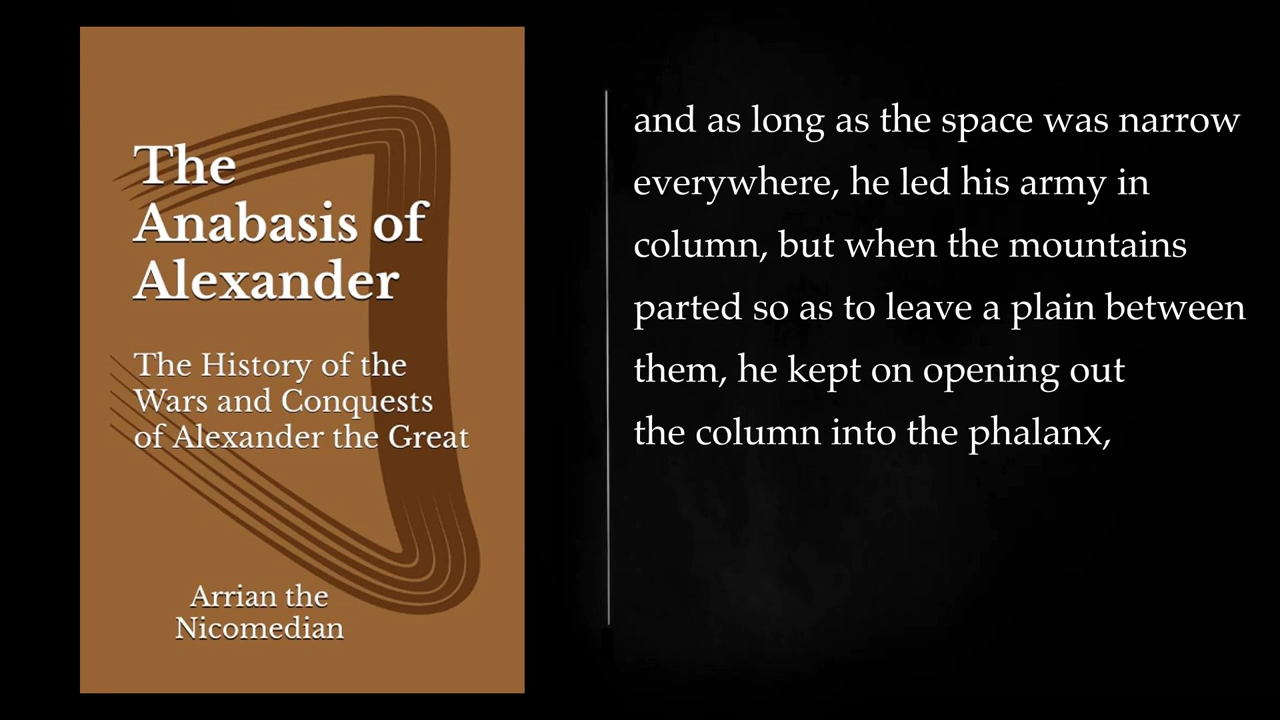 The
Anabasis of
Alexander
The History of the
Wars and Conquests
of Alexander the Great
Arrian the
Nicomedian
and as long as the space was narrow
everywhere, he led his army in
column, but when the mountains
parted so as to leave a plain between
them, he kept on opening out
the column into the phalanx,